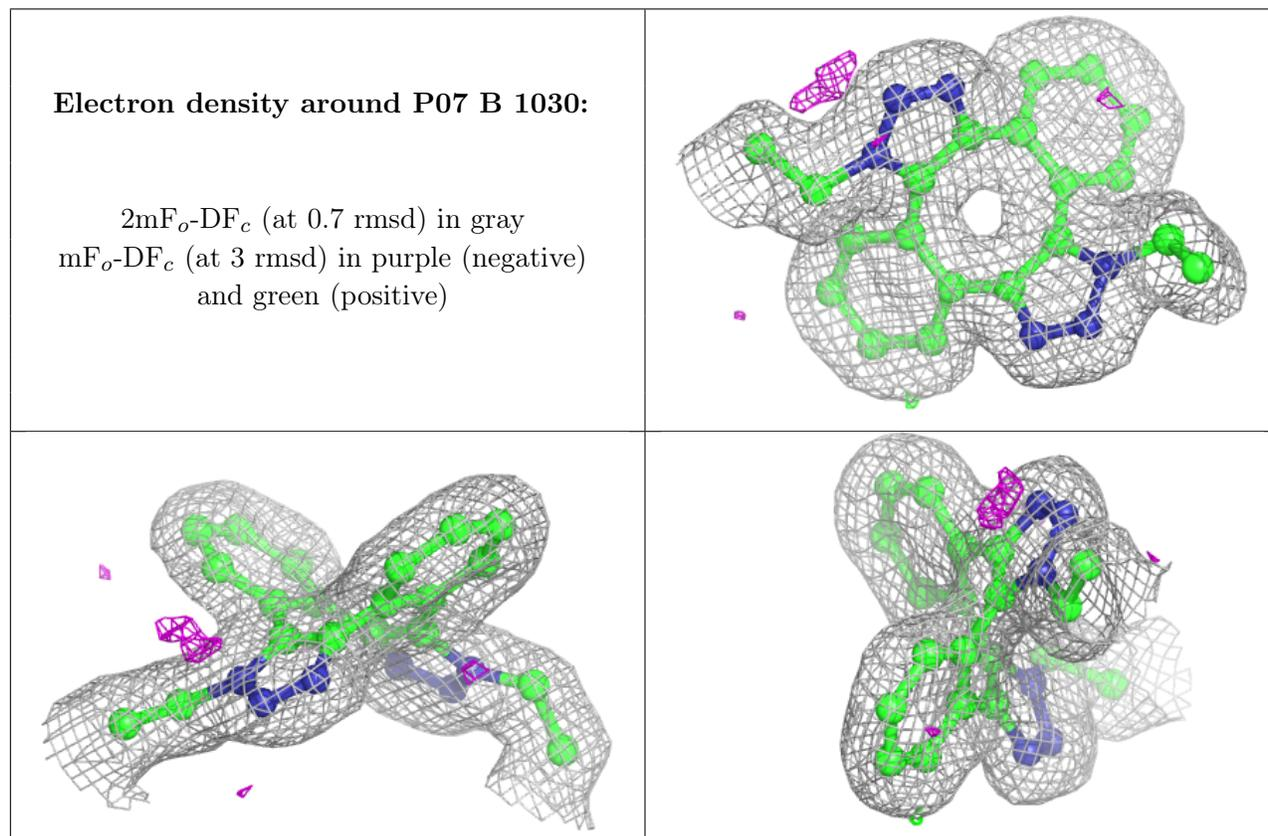 Electron density around P07 B 1030:
2mFo-DFc (at 0.7 rmsd) in gray
mFo-DFc (at 3 rmsd) in purple (negative)
and green (positive)